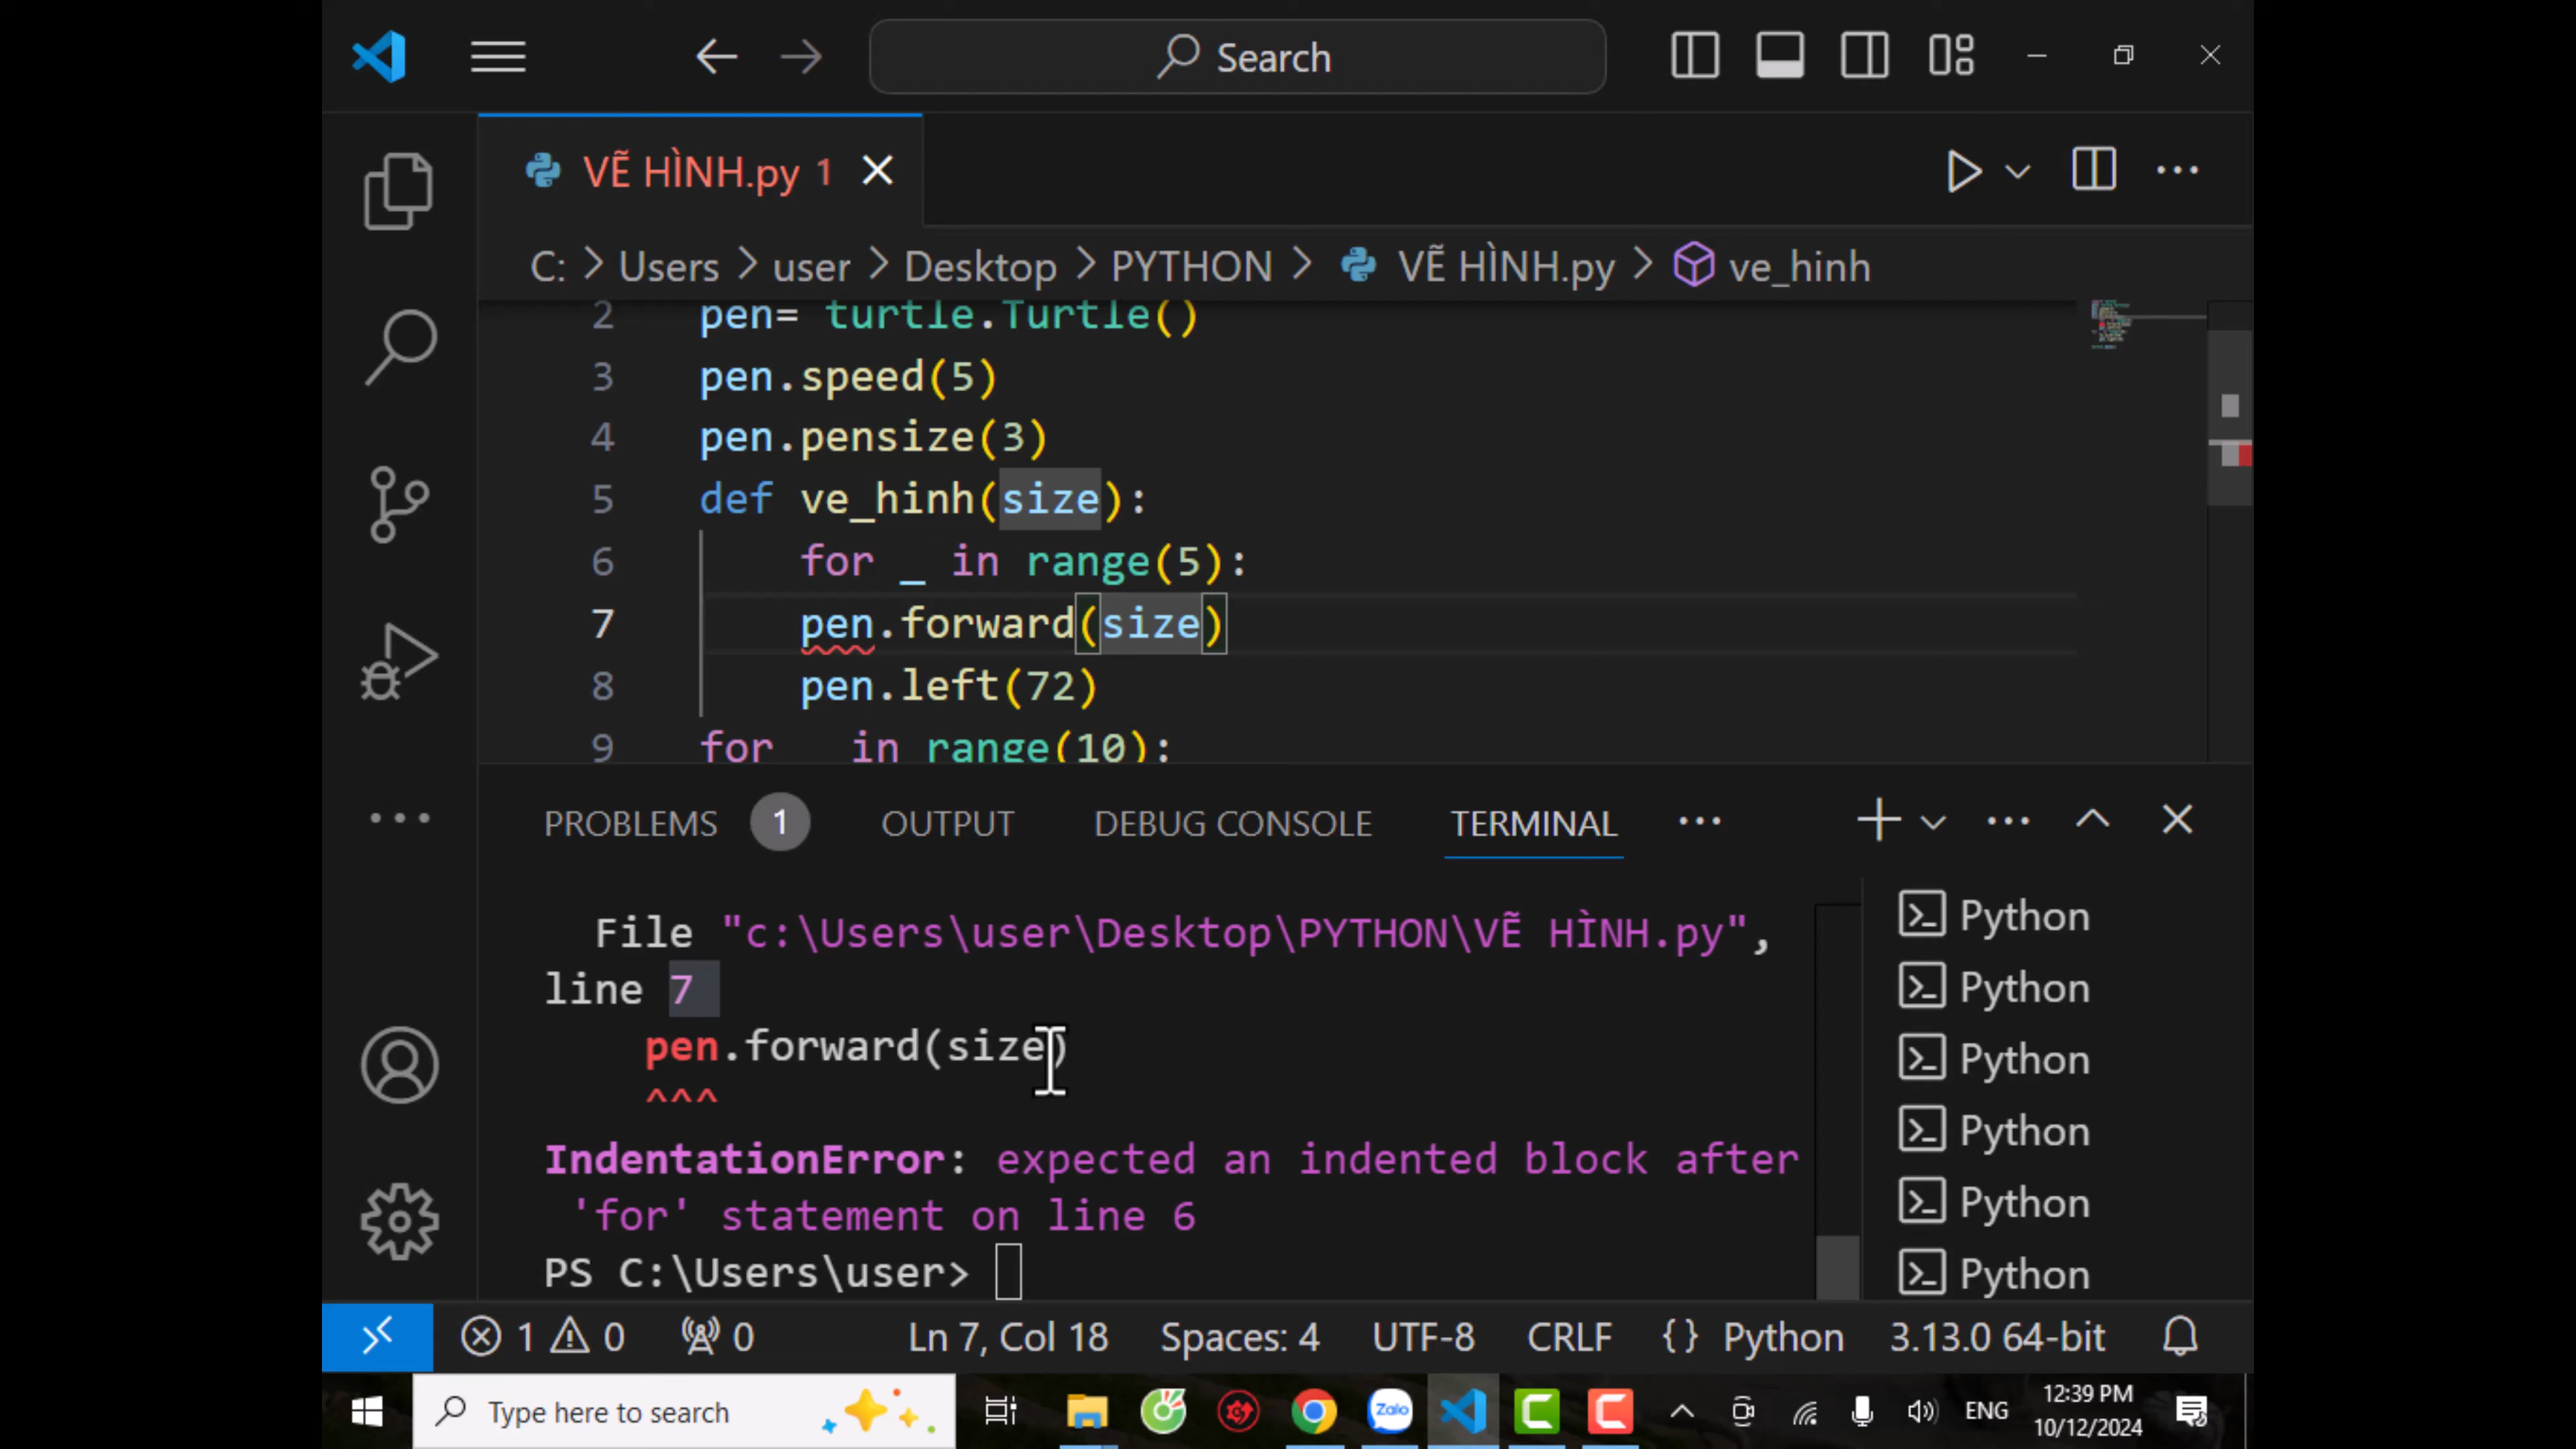 Search
VẼ HÌNH.py 1
C: > Users > user > Desktop > PYTHON > VẼ HÌNH.py > ve_hinh
2 pen= turtle.Turtle()
3 pen.speed(5)
4 pen.pensize(3)
5 def ve_hinh(size):
6 for _ in range(5):
7 pen.forward(size)
8 pen.left(72)
9 for in range(10):
PROBLEMS 1 OUTPUT DEBUG CONSOLE TERMINAL
File "c:\Users\user\Desktop\PYTHON\VẼ HÌNH.py",
line 7
pen.forward(size)
^^^
IndentationError: expected an indented block after
'for' statement on line 6
PS C:\Users\user>
Python
Python
Python
Python
Python
Python
1 0 0 Ln 7, Col 18 Spaces: 4 UTF-8 CRLF {} Python 3.13.0 64-bit
Type here to search
Zalo
ENG
12:39 PM
10/12/2024